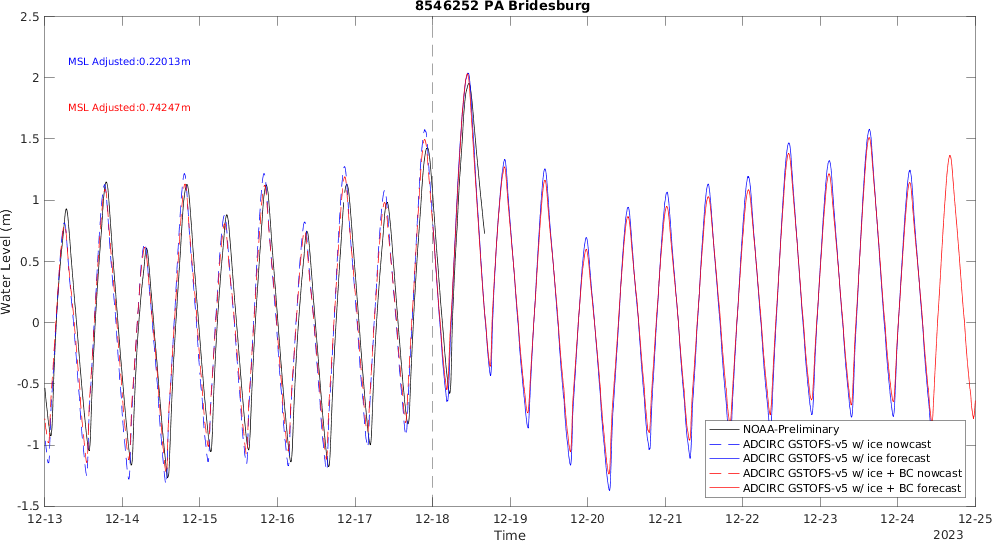 8546252 PA Bridesburg
MSL Adjusted:0.22013m
MSL Adjusted:0.74247m
Water Level (m)
2.5
2
1.5
1
0.5
0
-0.5
-1
-1.5
NOAA-Preliminary
ADCIRC GSTOFS-v5 w/ ice nowcast
ADCIRC GSTOFS-v5 w/ ice forecast
ADCIRC GSTOFS-v5 w/ ice + BC nowcast
ADCIRC GSTOFS-v5 w/ ice + BC forecast
12-13 12-14 12-15 12-16 12-17 12-18 12-19 12-20 12-21 12-22 12-23 12-24 12-25
Time
2023